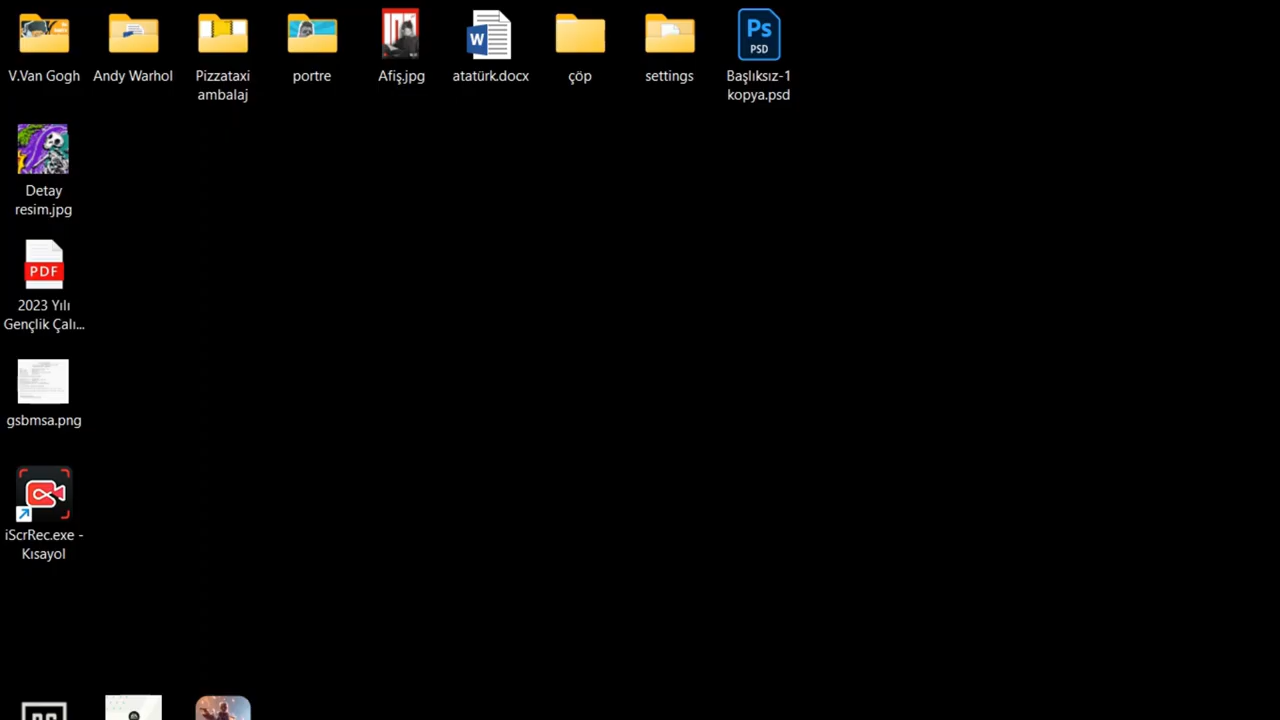 V.Van Gogh
Andy Warhol
Pizzataxi
ambalaj
portre
Afiş.jpg
atatürk.docx
çöp
settings
Ps
PSD
Başlıksız-1
kopya.psd
Detay
resim.jpg
PDF
2023 Yılı
Gençlik Çalı...
gsbmsa.png
iScrRec.exe -
Kısayol